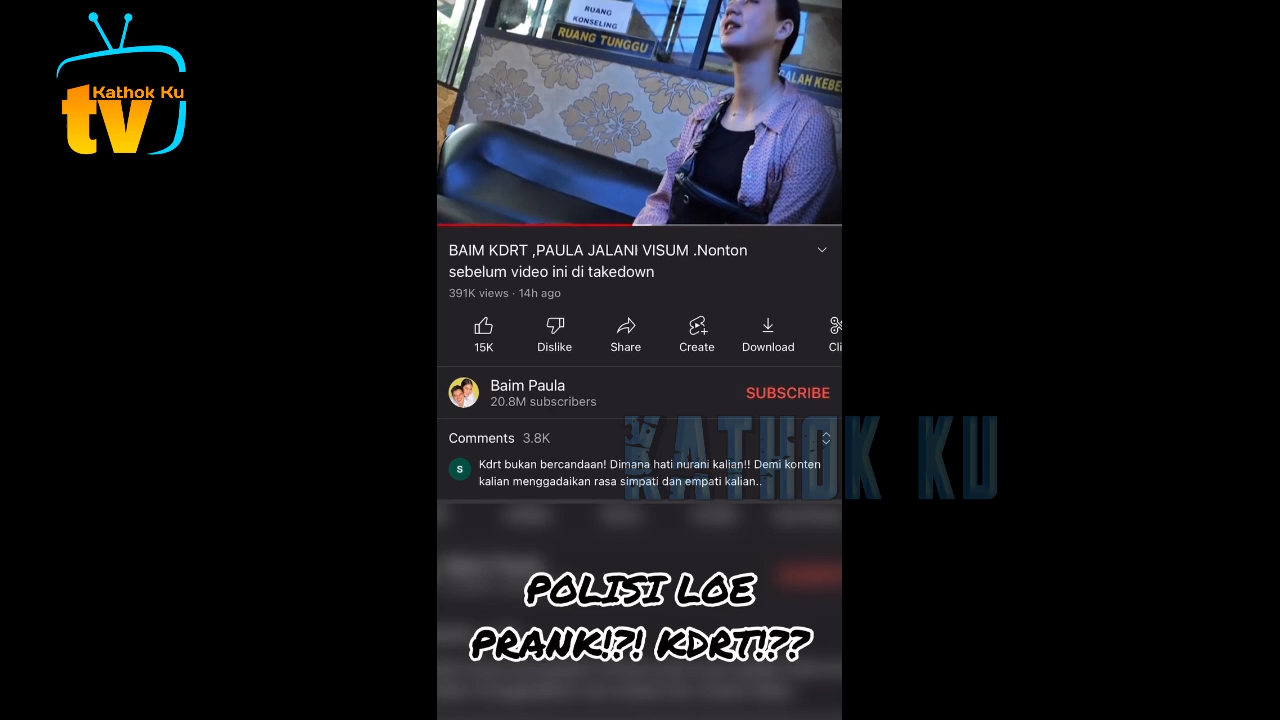 Kathok Ku
tv
RUANG
KONSELING
RUANG TUNGGU
ALAH KEBE
BAIM KDRT ,PAULA JALANI VISUM .Nonton
sebelum video ini di takedown
391K views · 14h ago
15K
Dislike
Share
Create
Download
Cli
Baim Paula
20.8M subscribers
SUBSCRIBE
KATHOK KU
Comments 3.8K
S
Kdrt bukan bercandaan! Dimana hati nurani kalian!! Demi konten
kalian menggadaikan rasa simpati dan empati kalian..
POLISI LOE
PRANK!?! KDRT!??